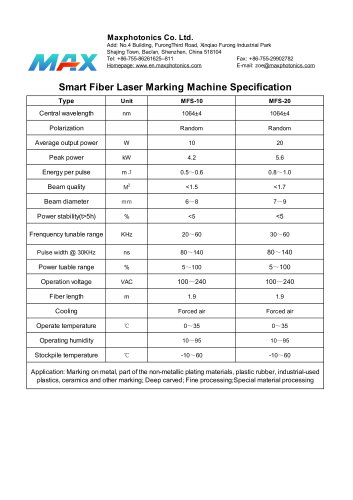 Maxphotonics Co. Ltd.
Add: No.4 Building, FurongThird Road, Xinqiao Furong Industrial Park
Shajing Town, Bao'an, Shenzhen, China 518104
Tel: +86-755-86261625--811 Fax: +86-755-29902782
Homepage: www.en.maxphotonics.com E-mail: zoe@maxphotonics.com
MAX
Smart Fiber Laser Marking Machine Specification
Type Unit MFS-10 MFS-20
Central wavelength nm 1064±4 1064±4
Polarization Random Random
Average output power W 10 20
Peak power kW 4.2 5.6
Energy per pulse mJ 0.5～0.6 0.8～1.0
Beam quality M² <1.5 <1.7
Beam diameter mm 6～8 7～9
Power stability(t>5h) % <5 <5
Frenquency tunable range KHz 20～60 30～60
Pulse width @ 30KHz ns 80～140 80～140
Power tuable range % 5～100 5～100
Operation voltage VAC 100～240 100～240
Fiber length m 1.9 1.9
Cooling Forced air Forced air
Operate temperature ℃ 0～35 0～35
Operating humidity 10～95 10～95
Stockpile temperature ℃ -10～60 -10～60
Application: Marking on metal, part of the non-metallic plating materials, plastic rubber, industrial-used
plastics, ceramics and other marking; Deep carved; Fine processing;Special material processing